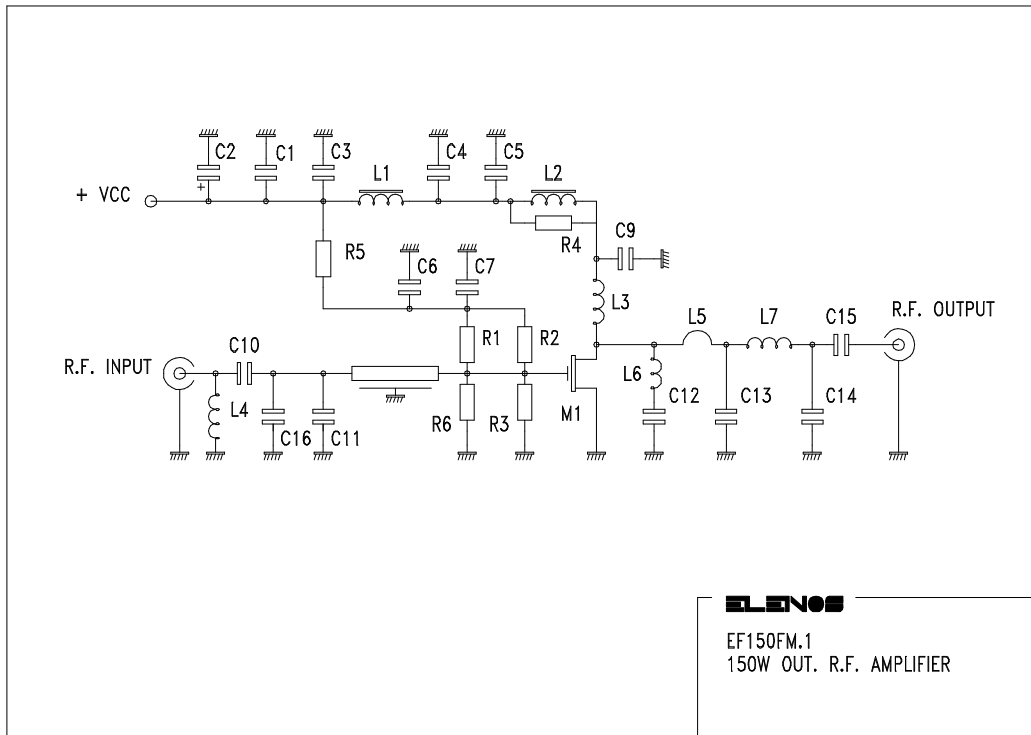 C2
C1
C3
C4
C5
L1
L2
+
+ VCC
R4
C9
R5
C6
C7
L3
R.F. OUTPUT
L5
L7
C15
R1
R2
C10
R.F. INPUT
L6
L4
C16
C11
R6
R3
M1
C12
C13
C14
ELENOS
EF150FM.1
150W OUT. R.F. AMPLIFIER